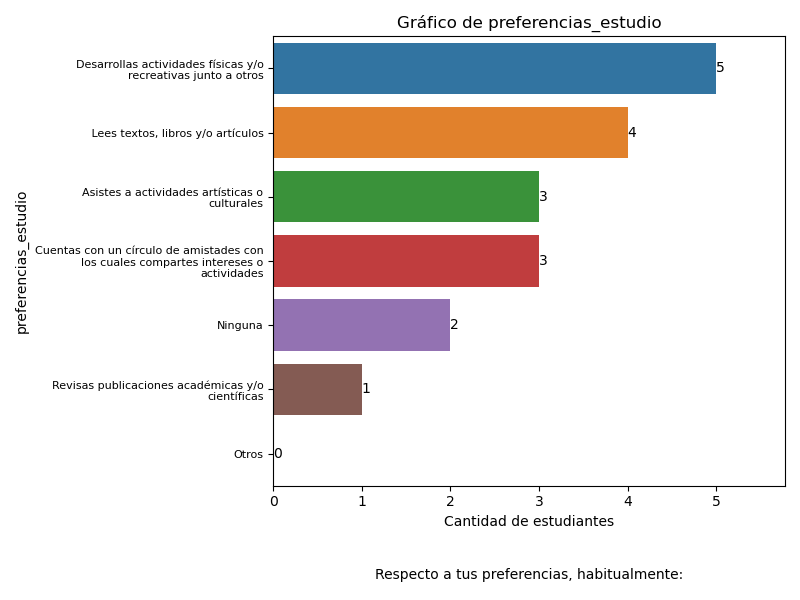 Gráfico de preferencias_estudio
preferencias_estudio
Desarrollas actividades físicas y/o
recreativas junto a otros
5
Lees textos, libros y/o artículos
4
Asistes a actividades artísticas o
culturales
3
Cuentas con un círculo de amistades con
los cuales compartes intereses o
actividades
3
Ninguna
2
Revisas publicaciones académicas y/o
científicas
1
Otros
0
0 1 2 3 4 5
Cantidad de estudiantes
Respecto a tus preferencias, habitualmente: